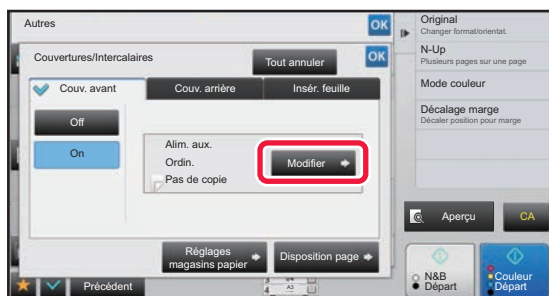 Autres
OK
Couvertures/Intercalaires
Tout annuler
OK
Couv. avant
Couv. arrière
Insér. feuille
Off
On
Alim. aux.
Ordin.
Pas de copie
Modifier
Réglages
magasins papier
Disposition page
Précédent
4
A3
Original
Changer format/orientat.
N-Up
Plusieurs pages sur une page
Mode couleur
Décalage marge
Décaler position pour marge
Aperçu
CA
N&B
Départ
Couleur
Départ